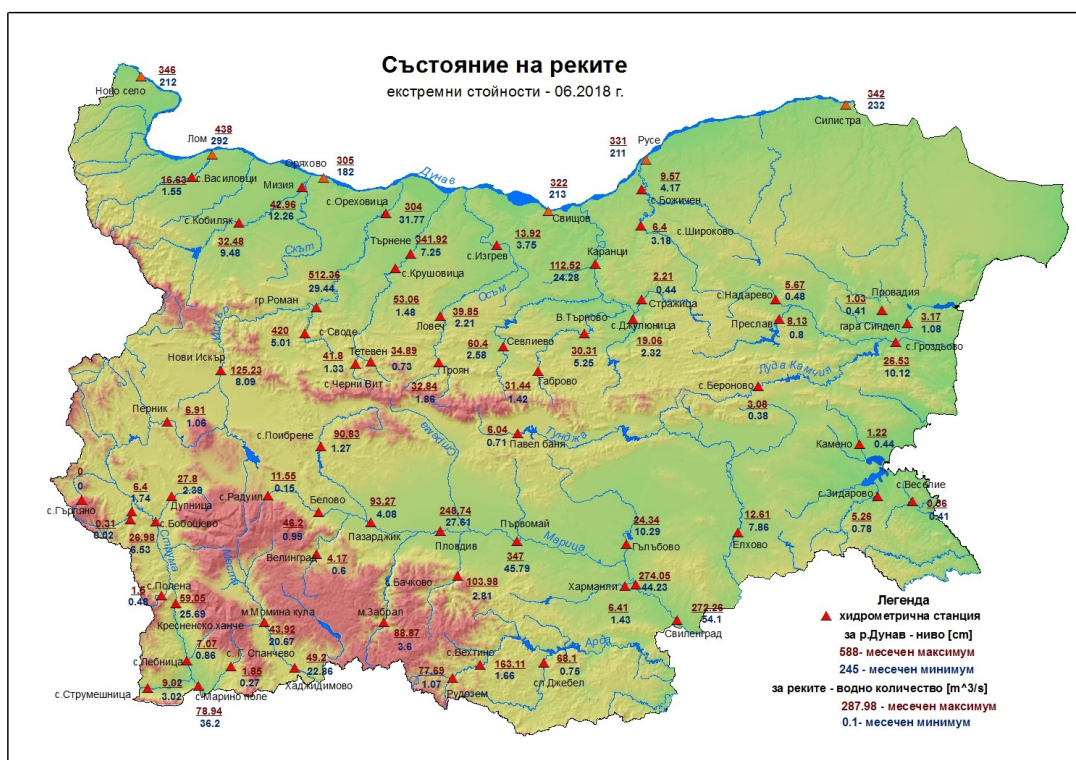 Състояние на реките
екстремни стойности - 06.2018 г.
346
212
Ново село
342
232
Силистра
Лом
438
292
Оряхово
305
182
Дунав
331
Русе
211
322
213
Свищов
16.63
с.Василовци
1.55
Мизия
42.96
12.26
с.Ореховица
304
31.77
9.57
4.17
с.Божичен
с.Кобиляк
32.48
9.48
Скът
Търнене
341.92
7.25
с.Крушовица
13.92
3.75
с.Изгрев
6.4
3.18
с.Широково
Каранци
112.52
24.28
512.36
29.44
гр.Роман
Искър
Осъм
53.06
1.48
39.85
2.21
Ловеч
2.21
0.44
Стражица
5.67
0.48
с.Надарево
Преслав
8.13
0.8
Провадия
1.03
0.41
гара Синдел
3.17
1.08
с.Гроздьово
26.53
10.12
420
5.01
с.Своде
Нови Искър
125.23
8.09
41.8
1.33
Тетевен
34.89
0.73
с.Черни Вит
Троян
32.84
1.86
60.4
2.58
Севлиево
В.Търново
30.31
5.25
с.Джулюница
19.06
2.32
31.44
1.42
Габрово
Луда Камчия
с.Бероново
3.08
0.38
Перник
6.91
1.06
с.Поибрене
90.83
1.27
Стряма
6.04
0.71
Павел баня
Тунджа
Камено
1.22
0.44
0
0
с.Гърляно
6.4
1.74
27.8
2.39
Дупница
с.Бобошево
0.31
0.02
26.98
6.53
Струма
с.Радуил
11.55
0.15
Белово
46.2
0.99
93.27
4.08
Пазарджик
248.74
27.61
Пловдив
Първомай
347
45.79
Марица
24.34
10.29
Гълъбово
12.61
7.86
Елхово
с.Зидарово
5.26
0.78
с.Веселие
0.41
Велинград
4.17
0.6
Места
с.Бачково
103.98
2.81
Харманли
274.05
44.23
6.41
1.43
272.26
54.1
Свиленград
с.Полена
0.48
59.05
25.69
Кресненско ханче
м.Момина кула
43.92
20.67
м.Забрал
88.87
3.6
7.07
0.86
с.Лебница
с. Г. Спанчево
1.85
0.27
49.2
22.86
Хаджидимово
с.Струмешница
9.02
3.02
с.Марино поле
78.94
36.2
77.69
1.07
Рудозем
с.Вехтино
163.11
1.66
68.1
0.75
сп.Джебел
Арда
Легенда
хидрометрична станция
за р.Дунав - ниво [cm]
588- месечен максимум
245 - месечен минимум
за реките - водно количество [m^3/s]
287.98 - месечен максимум
0.1- месечен минимум